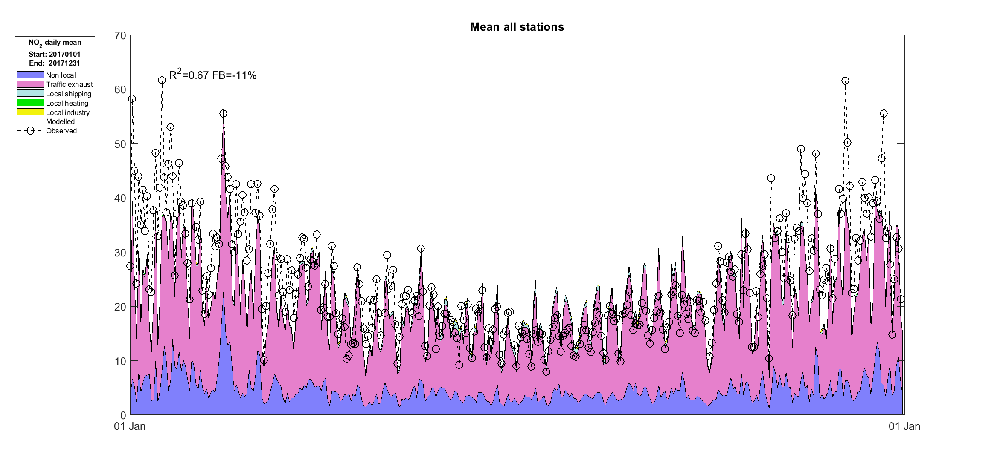 Mean all stations
NO2 daily mean
Start: 20170101
End: 20171231
Non local
Traffic exhaust
Local shipping
Local heating
Local industry
Modelled
Observed
R2=0.67 FB=-11%
70
60
50
40
30
20
10
0
01 Jan
01 Jan